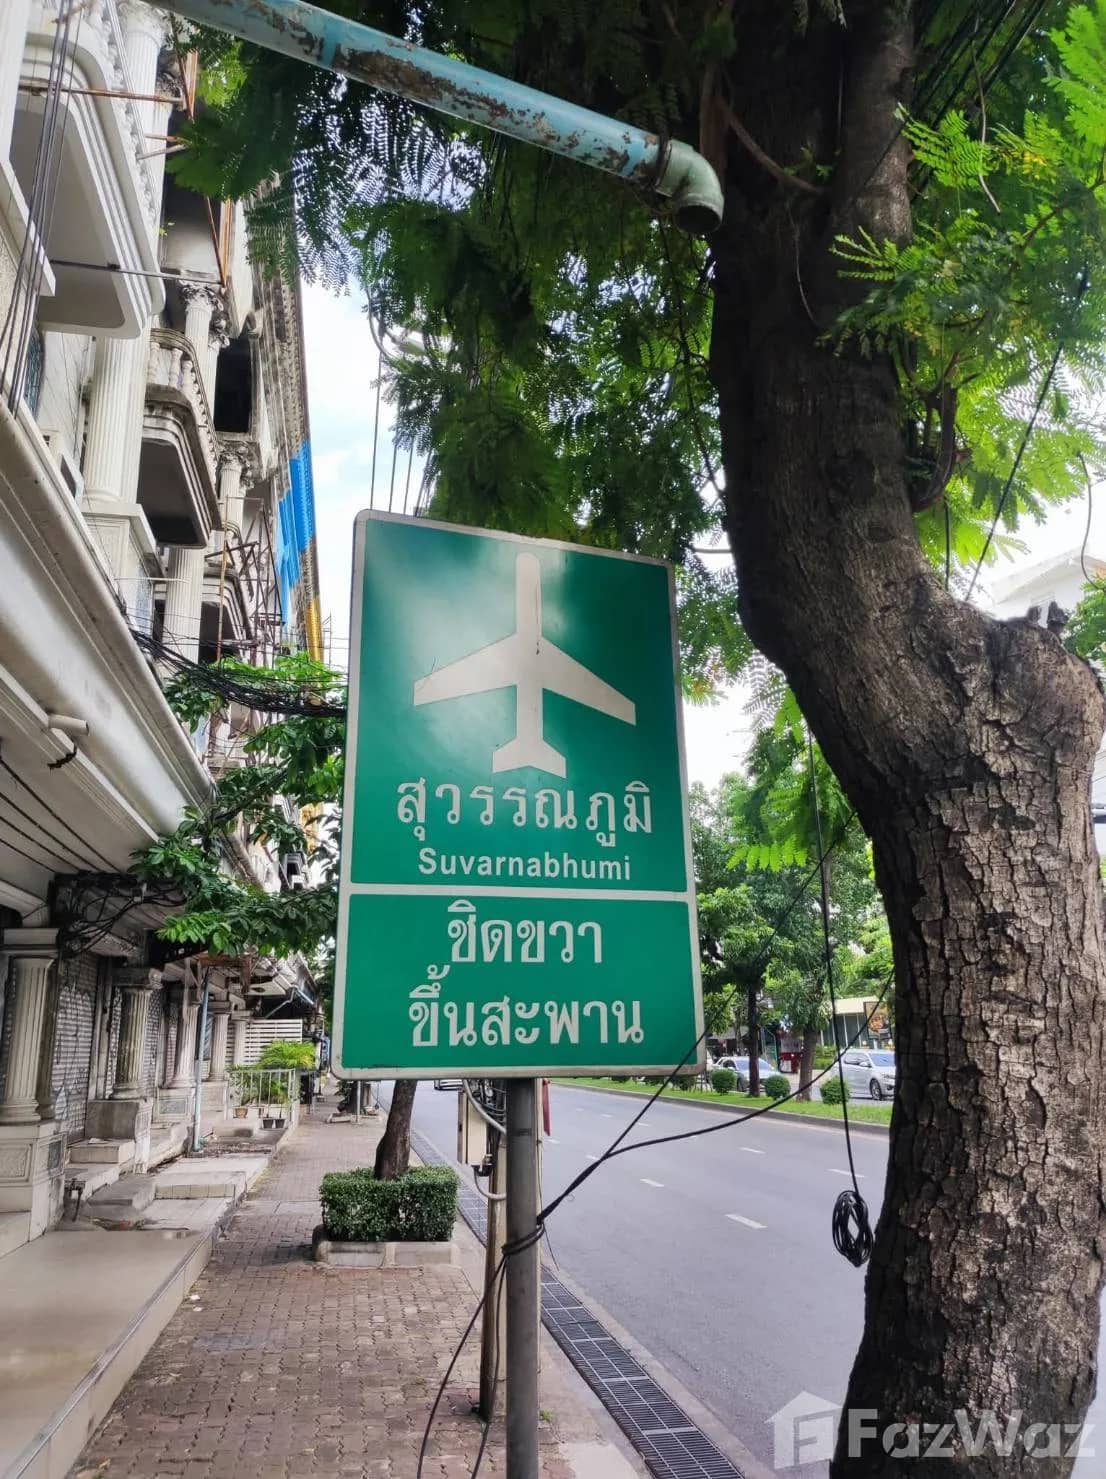 สุวรรณภูมิ
Suvarnabhumi
ชิดขวา
ขึ้นสะพาน
FazWaz